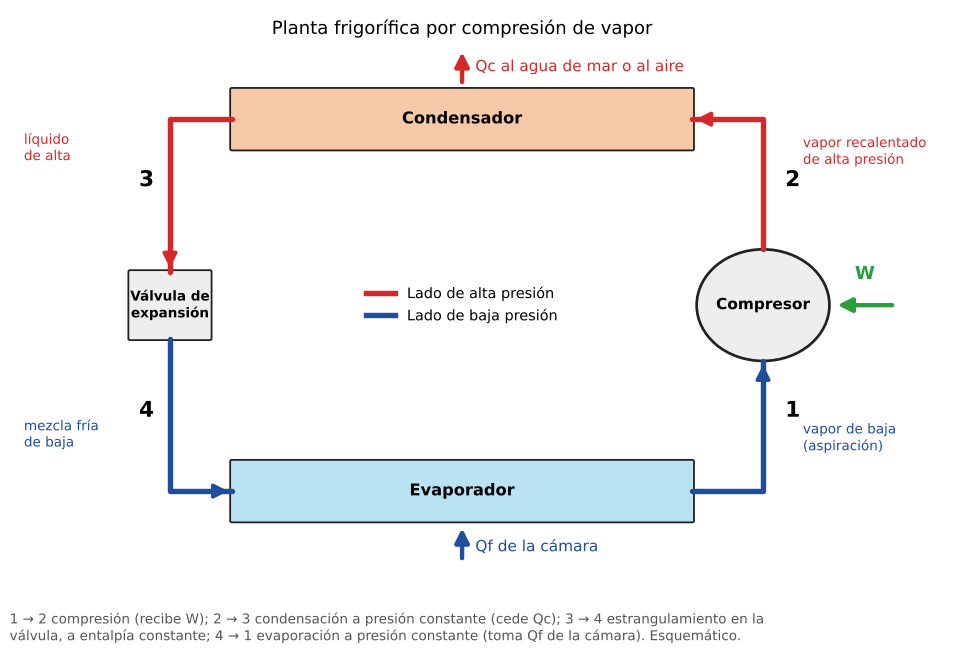 Planta frigorífica por compresión de vapor
Qc al agua de mar o al aire
Condensador
líquido
de alta
3
vapor recalentado
de alta presión
2
Válvula de
expansión
Lado de alta presión
Lado de baja presión
Compresor
W
mezcla fría
de baja
4
1
vapor de baja
(aspiración)
Evaporador
Qf de la cámara
1 → 2 compresión (recibe W); 2 → 3 condensación a presión constante (cede Qc); 3 → 4 estrangulamiento en la
válvula, a entalpía constante; 4 → 1 evaporación a presión constante (toma Qf de la cámara). Esquemático.